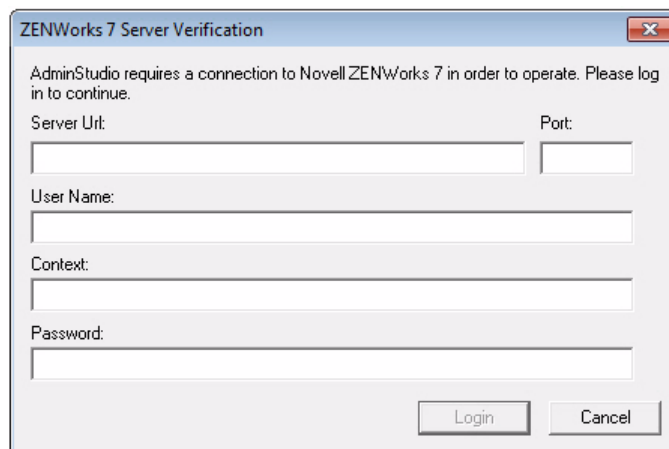 ZENWorks 7 Server Verification
AdminStudio requires a connection to Novell ZENWorks 7 in order to operate. Please log
in to continue.
Server Url:
Port:
User Name:
Context:
Password:
Login
Cancel